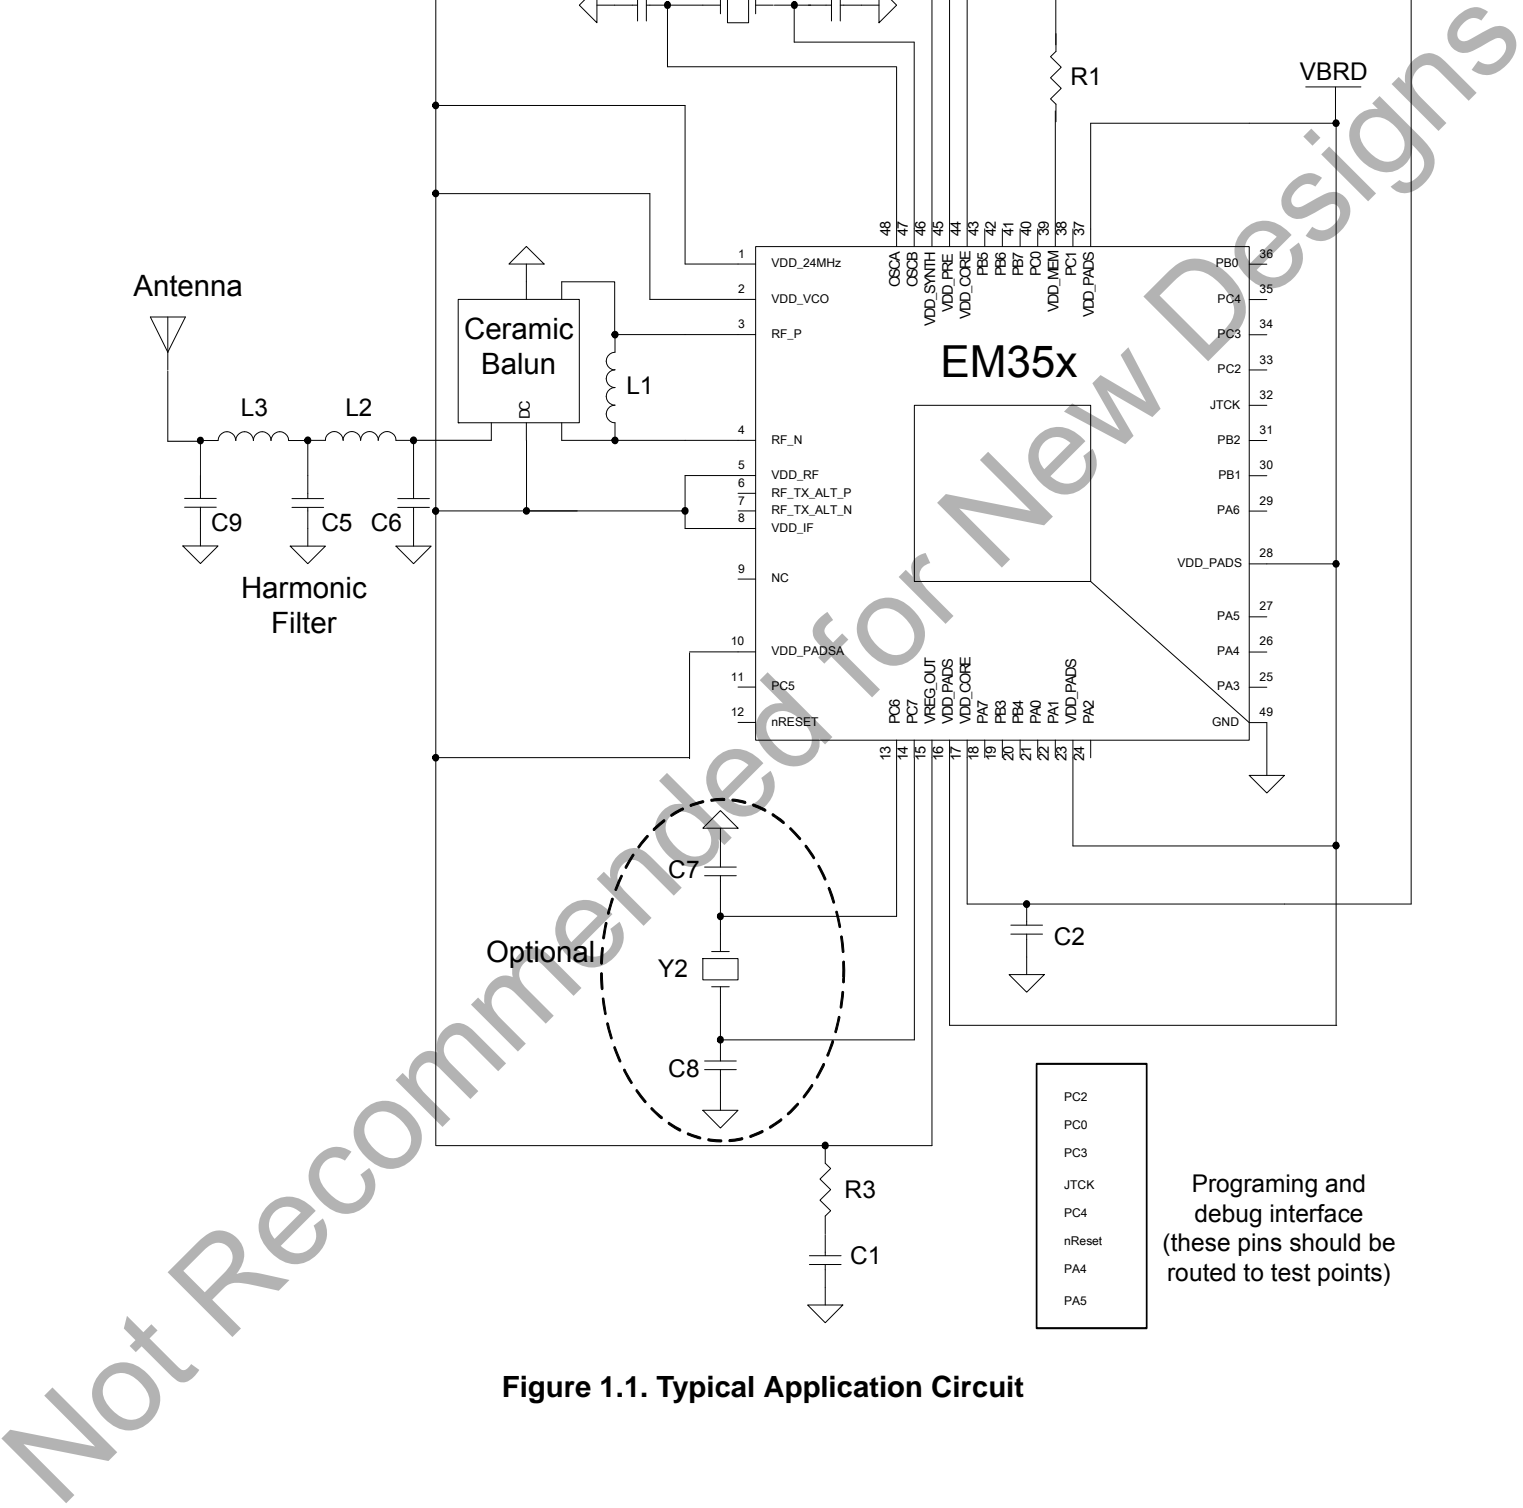 R1
VBRD
48
47
46
45
44
43
42
41
40
39
38
37
OSCA
OSCB
VDD_SYNTH
VDD_PRE
VDD_CORE
PB5
PB6
PB7
PC0
VDD_MEM
PC1
VDD_PADS
Antenna
Ceramic
Balun
DC
L1
L3
L2
C9
C5
C6
Harmonic
Filter
EM35x
1
VDD_24MHz
2
VDD_VCO
3
RF_P
4
RF_N
5
VDD_RF
6
RF_TX_ALT_P
7
RF_TX_ALT_N
8
VDD_IF
9
NC
10
VDD_PADSA
11
PC5
12
nRESET
PB0
36
PC4
35
PC3
34
PC2
33
JTCK
32
PB2
31
PB1
30
PA6
29
VDD_PADS
28
PA5
27
PA4
26
PA3
25
GND
49
PC6
PC7
VREG_OUT
VDD_PADS
VDD_CORE
PA7
PB3
PB4
PA0
PA1
VDD_PADS
PA2
13
14
15
16
17
18
19
20
21
22
23
24
C7
Optional
Y2
C8
C2
R3
C1
PC2
PC0
PC3
JTCK
PC4
nReset
PA4
PA5
Programing and
debug interface
(these pins should be
routed to test points)
Figure 1.1. Typical Application Circuit
Not Recommended for New Designs